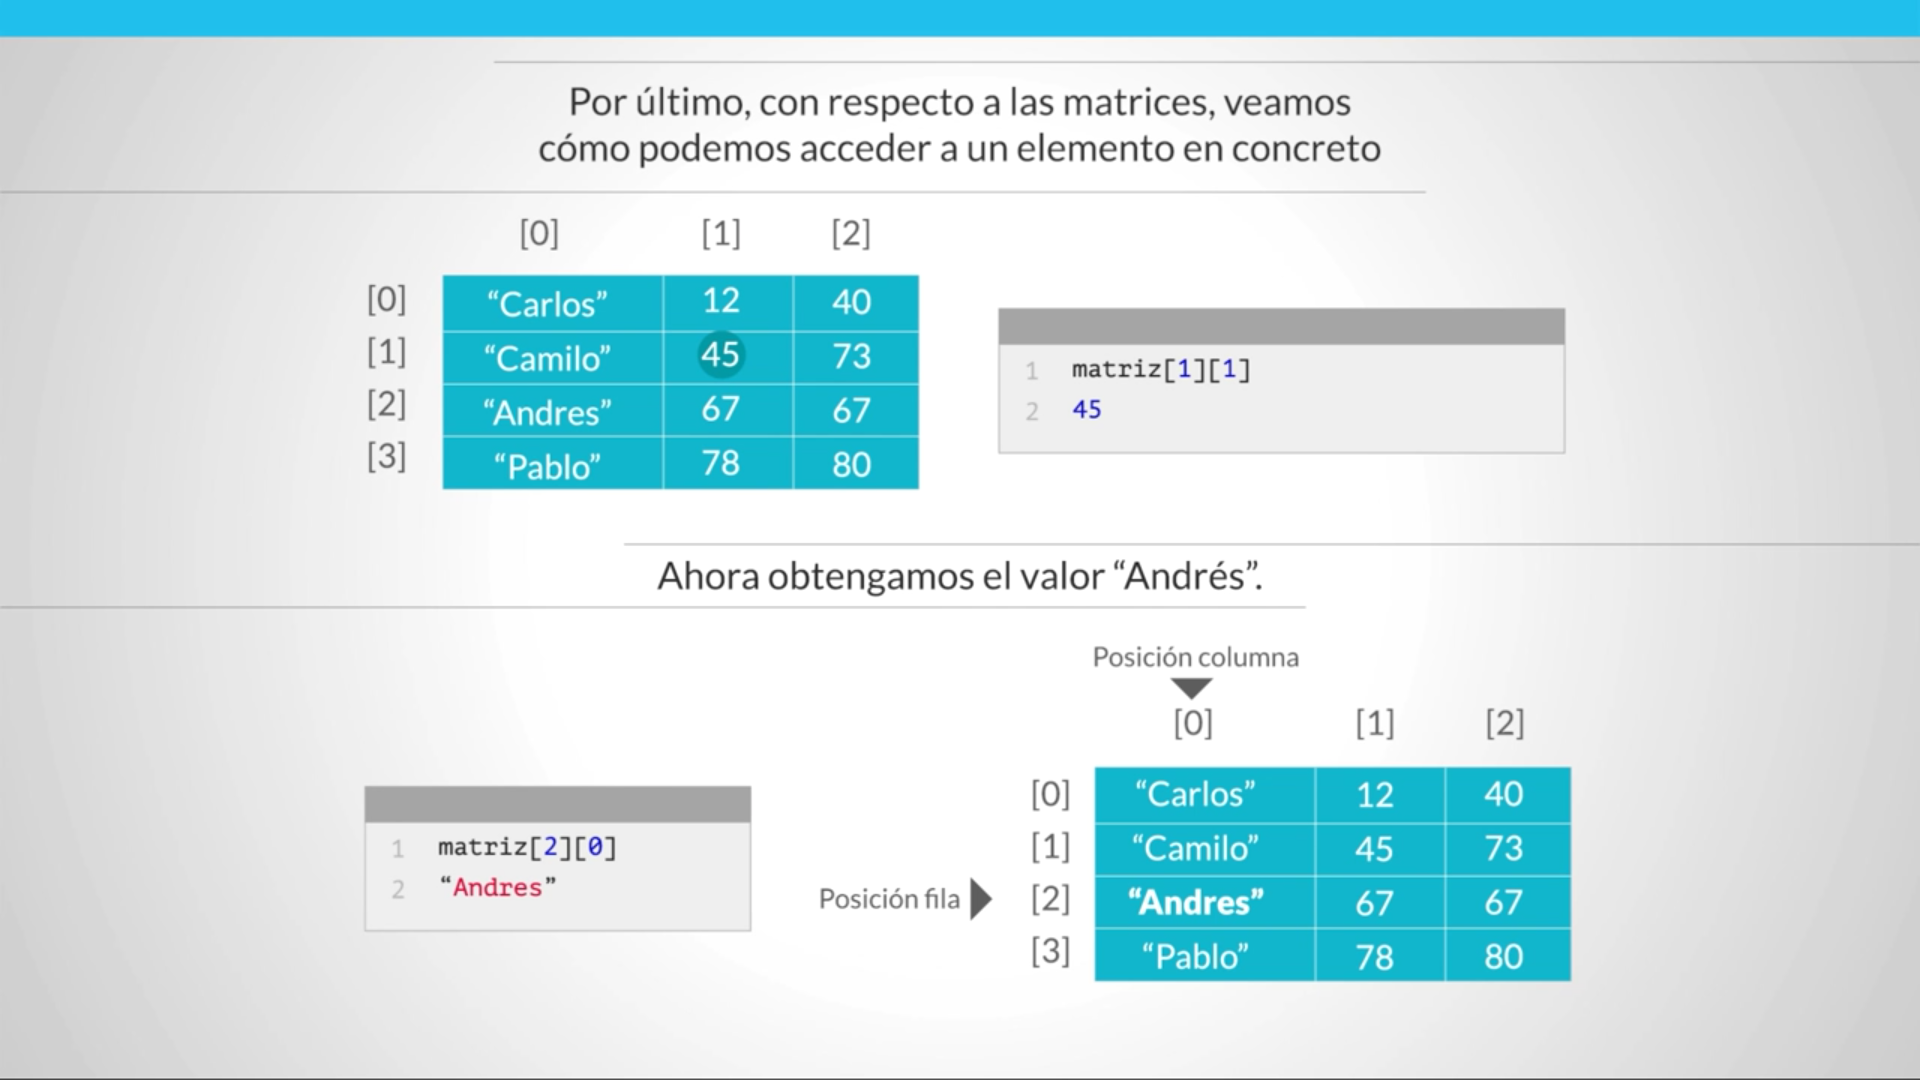 Por último, con respecto a las matrices, veamos
cómo podemos acceder a un elemento en concreto
[0] [1] [2]
[0] “Carlos” 12 40
[1] “Camilo” 45 73
[2] “Andres” 67 67
[3] “Pablo” 78 80
1 matriz[1][1]
2 45
Ahora obtengamos el valor “Andrés”.
1 matriz[2][0]
2 “Andres”
Posición columna
[0] [1] [2]
[0] “Carlos” 12 40
[1] “Camilo” 45 73
Posición fila [2] “Andres” 67 67
[3] “Pablo” 78 80